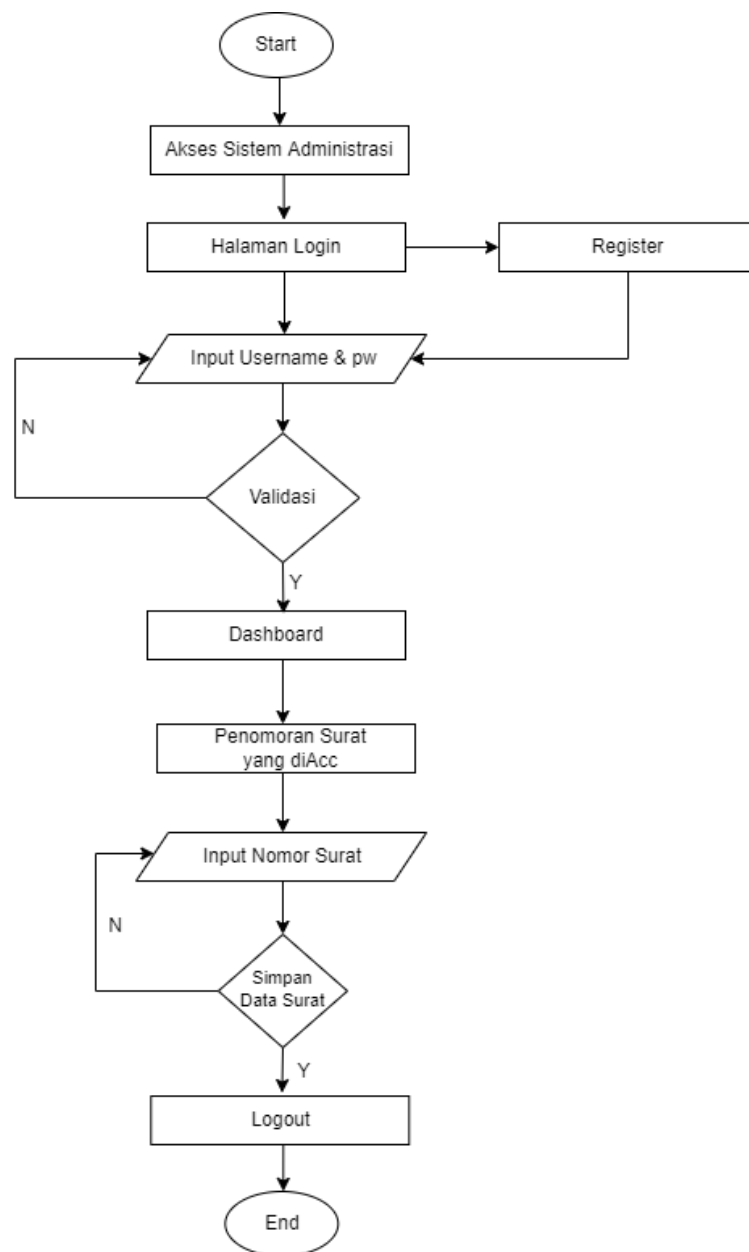 Start
Akses Sistem Administrasi
Halaman Login
Register
Input Username & pw
N
Validasi
Y
Dashboard
Penomoran Surat
yang diAcc
Input Nomor Surat
N
Simpan
Data Surat
Y
Logout
End